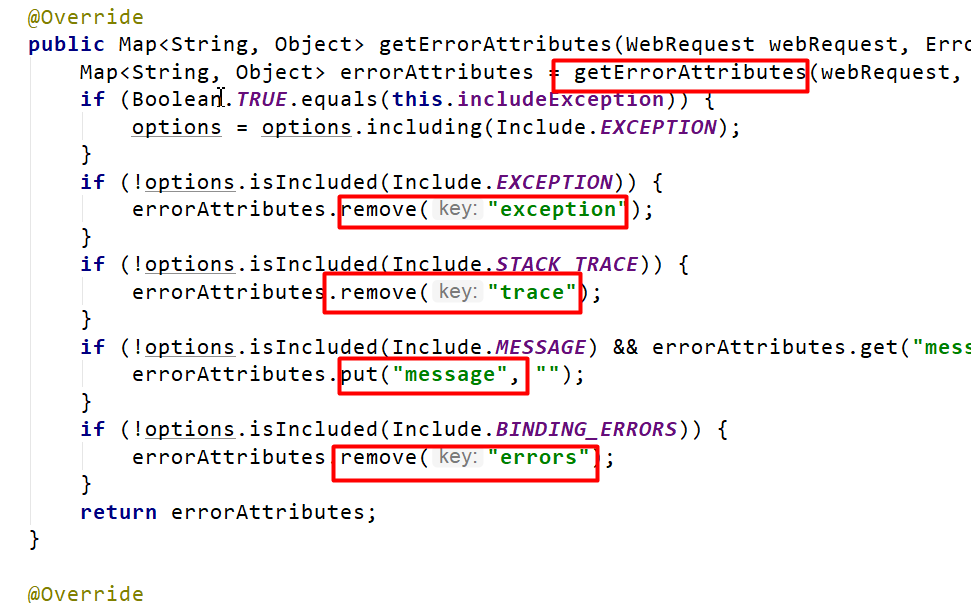 @Override
public Map<String, Object> getErrorAttributes(WebRequest webRequest, Erro
Map<String, Object> errorAttributes = getErrorAttributes(webRequest,
if (Boolean.TRUE.equals(this.includeException)) {
options = options.including(Include.EXCEPTION);
}
if (!options.isIncluded(Include.EXCEPTION)) {
errorAttributes.remove( key: "exception");
}
if (!options.isIncluded(Include.STACK_TRACE)) {
errorAttributes.remove( key: "trace");
}
if (!options.isIncluded(Include.MESSAGE) && errorAttributes.get("mess
errorAttributes.put("message", "");
}
if (!options.isIncluded(Include.BINDING_ERRORS)) {
errorAttributes.remove( key: "errors");
}
return errorAttributes;
}
@Override